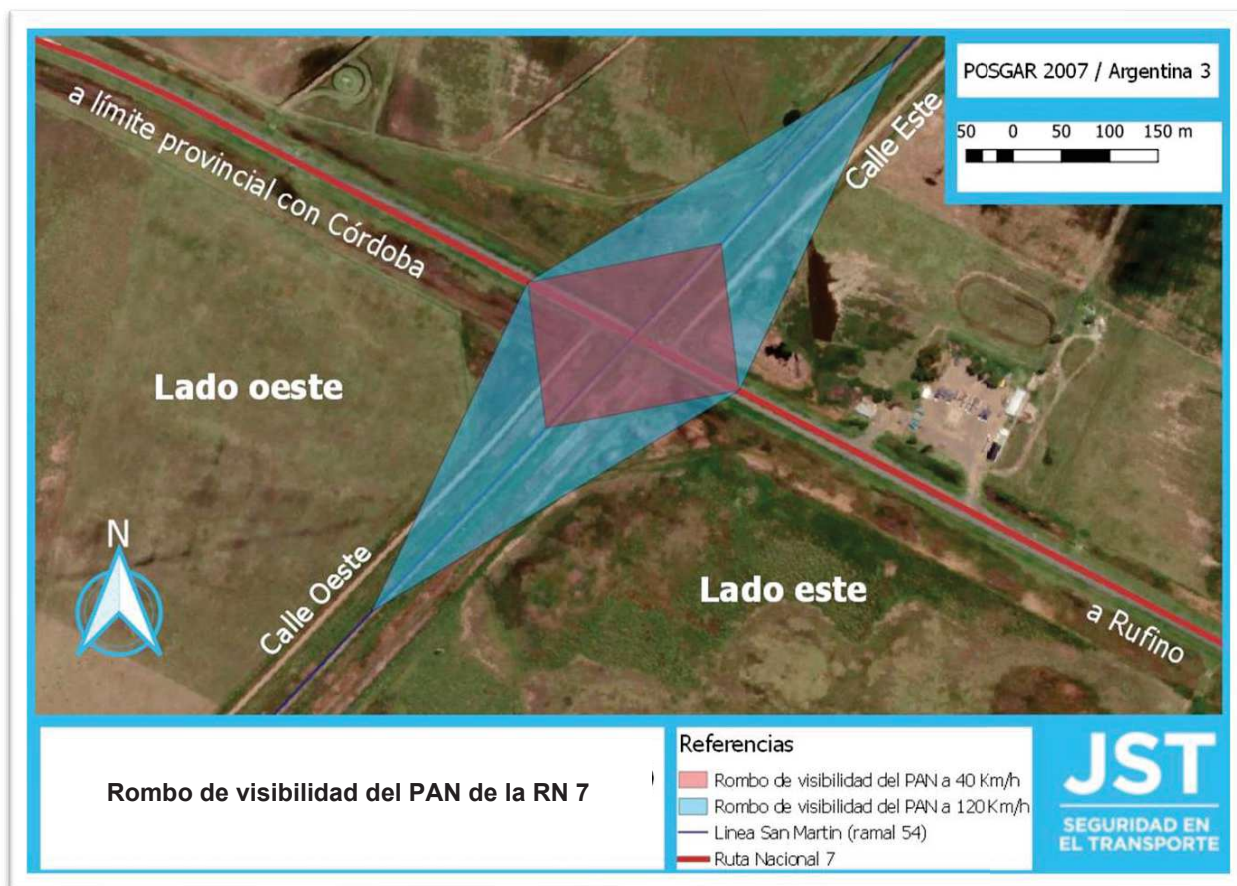 POSGAR 2007 / Argentina 3
50 0 50 100 150 m
a límite provincial con Córdoba
Calle Este
Lado oeste
N
Calle Oeste
Lado este
a Rufino
Rombo de visibilidad del PAN de la RN 7
Referencias
Rombo de visibilidad del PAN a 40 Km/h
Rombo de visibilidad del PAN a 120 Km/h
Linea San Martin (ramal 54)
Ruta Nacional 7
JST
SEGURIDAD EN
EL TRANSPORTE